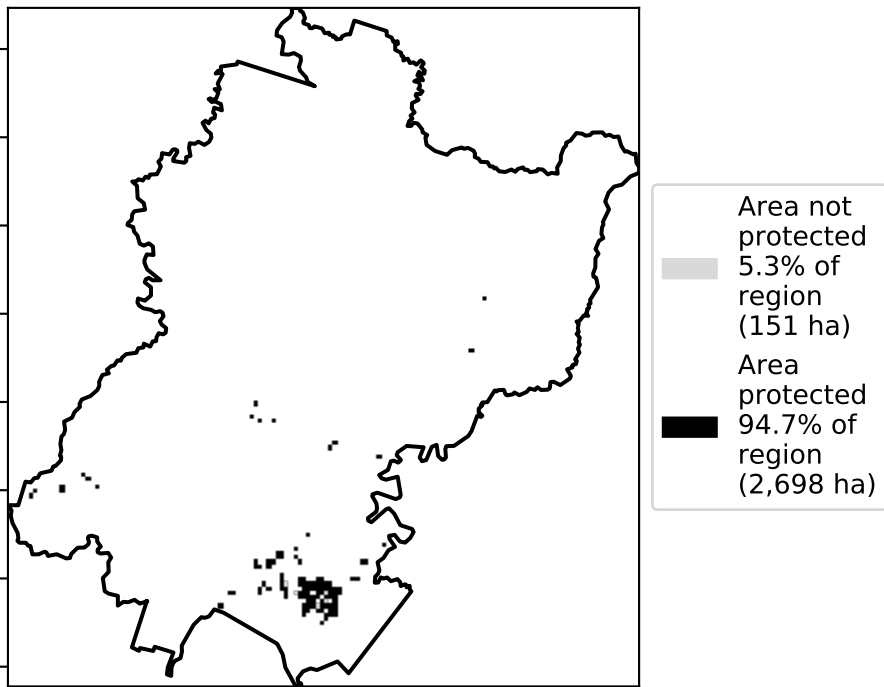 Area not
protected
5.3% of
region
(151 ha)
Area
protected
94.7% of
region
(2,698 ha)